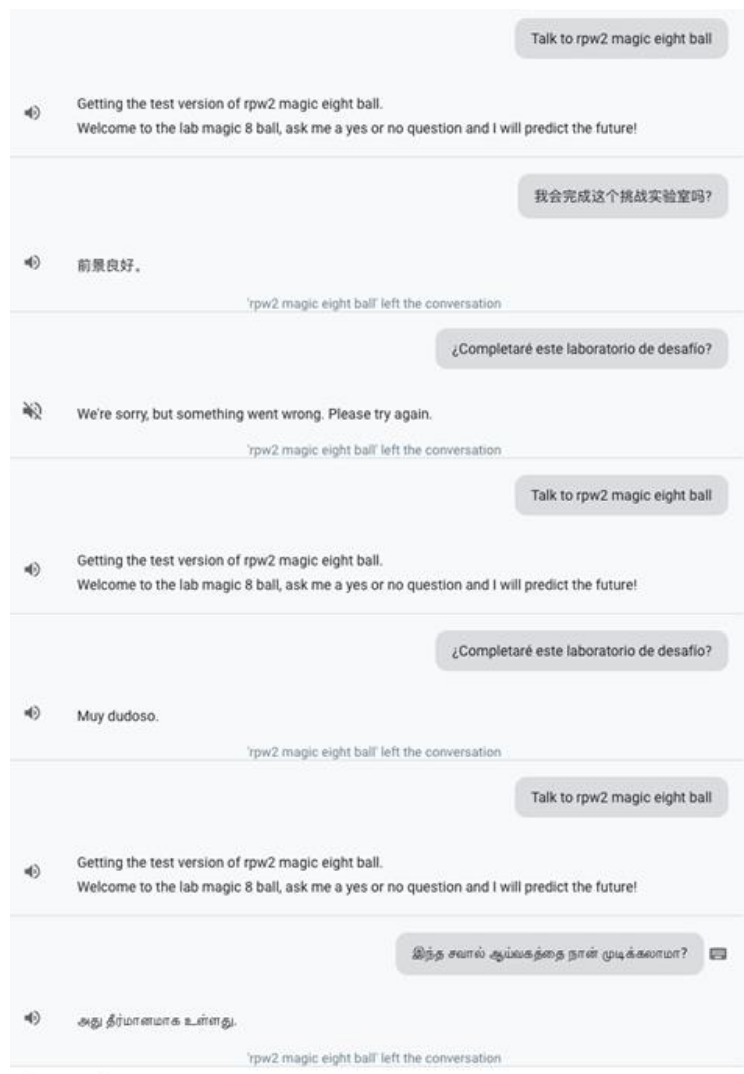 Talk to rpw2 magic eight ball
Getting the test version of rpw2 magic eight ball.
Welcome to the lab magic 8 ball, ask me a yes or no question and I will predict the future!
我会完成这个挑战实验室吗?
前景良好。
'rpw2 magic eight ball' left the conversation
¿Completaré este laboratorio de desafío?
We're sorry, but something went wrong. Please try again.
'rpw2 magic eight ball' left the conversation
Talk to rpw2 magic eight ball
Getting the test version of rpw2 magic eight ball.
Welcome to the lab magic 8 ball, ask me a yes or no question and I will predict the future!
¿Completaré este laboratorio de desafío?
Muy dudoso.
'rpw2 magic eight ball' left the conversation
Talk to rpw2 magic eight ball
Getting the test version of rpw2 magic eight ball.
Welcome to the lab magic 8 ball, ask me a yes or no question and I will predict the future!
இந்த சவால் ஆய்வகத்தை நான் முடிக்கலாமா?
அது தீர்மானமாக உள்ளது.
'rpw2 magic eight ball' left the conversation